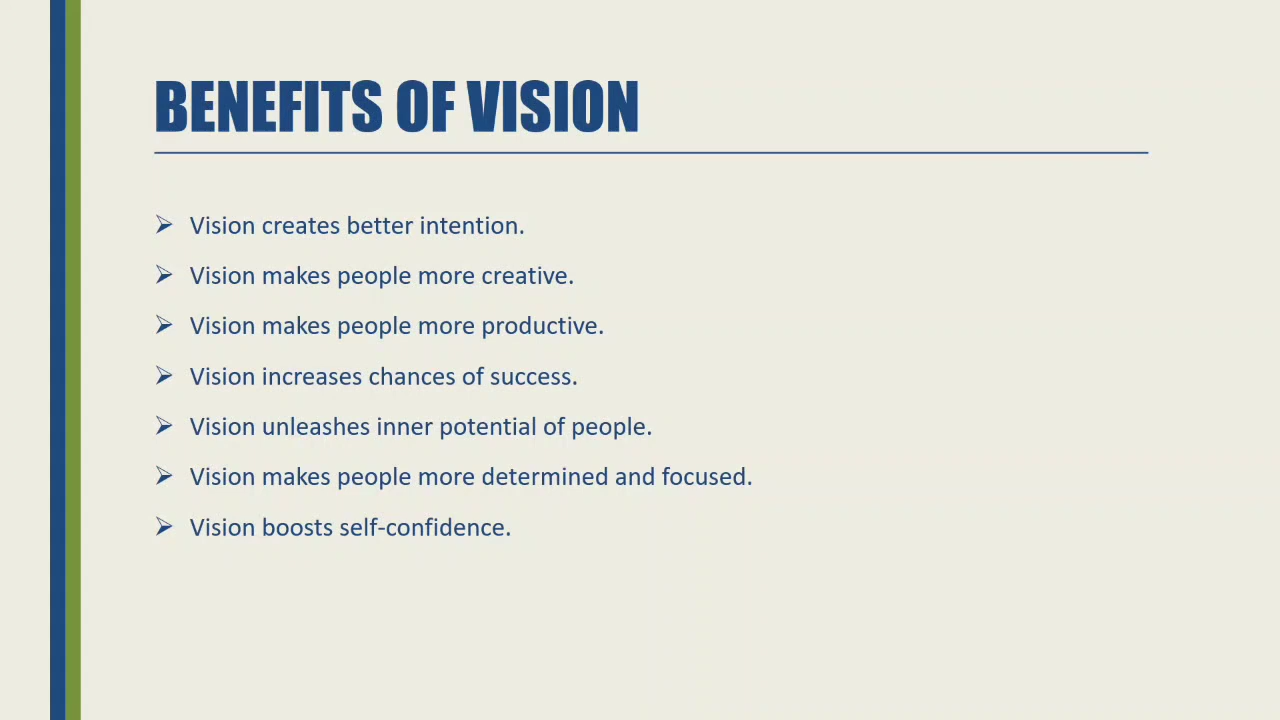 BENEFITS OF VISION
➢ Vision creates better intention.
➢ Vision makes people more creative.
➢ Vision makes people more productive.
➢ Vision increases chances of success.
➢ Vision unleashes inner potential of people.
➢ Vision makes people more determined and focused.
➢ Vision boosts self-confidence.